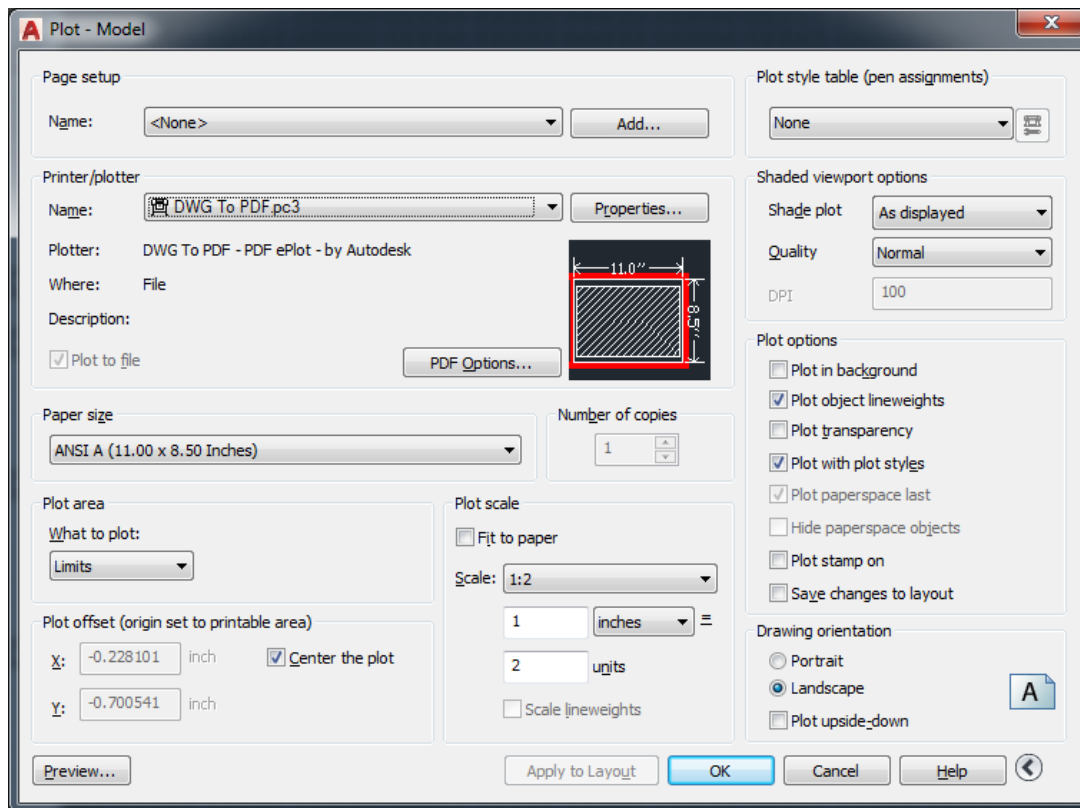 Plot - Model
Page setup
Name: <None> Add...
Plot style table (pen assignments)
None
Printer/plotter
Name: DWG To PDF.pc3 Properties...
Plotter: DWG To PDF - PDF ePlot - by Autodesk
Where: File
Description:
Plot to file
PDF Options...
11.0''
8.5''
Shaded viewport options
Shade plot As displayed
Quality Normal
DPI 100
Paper size
ANSI A (11.00 x 8.50 Inches)
Number of copies
1
Plot options
Plot in background
Plot object lineweights
Plot transparency
Plot with plot styles
Plot paperspace last
Hide paperspace objects
Plot stamp on
Save changes to layout
Plot area
What to plot:
Limits
Plot scale
Fit to paper
Scale: 1:2
1 inches =
2 units
Scale lineweights
Plot offset (origin set to printable area)
X: -0.228101 inch Center the plot
Y: -0.700541 inch
Drawing orientation
Portrait
Landscape
Plot upside-down
A
Preview... Apply to Layout OK Cancel Help